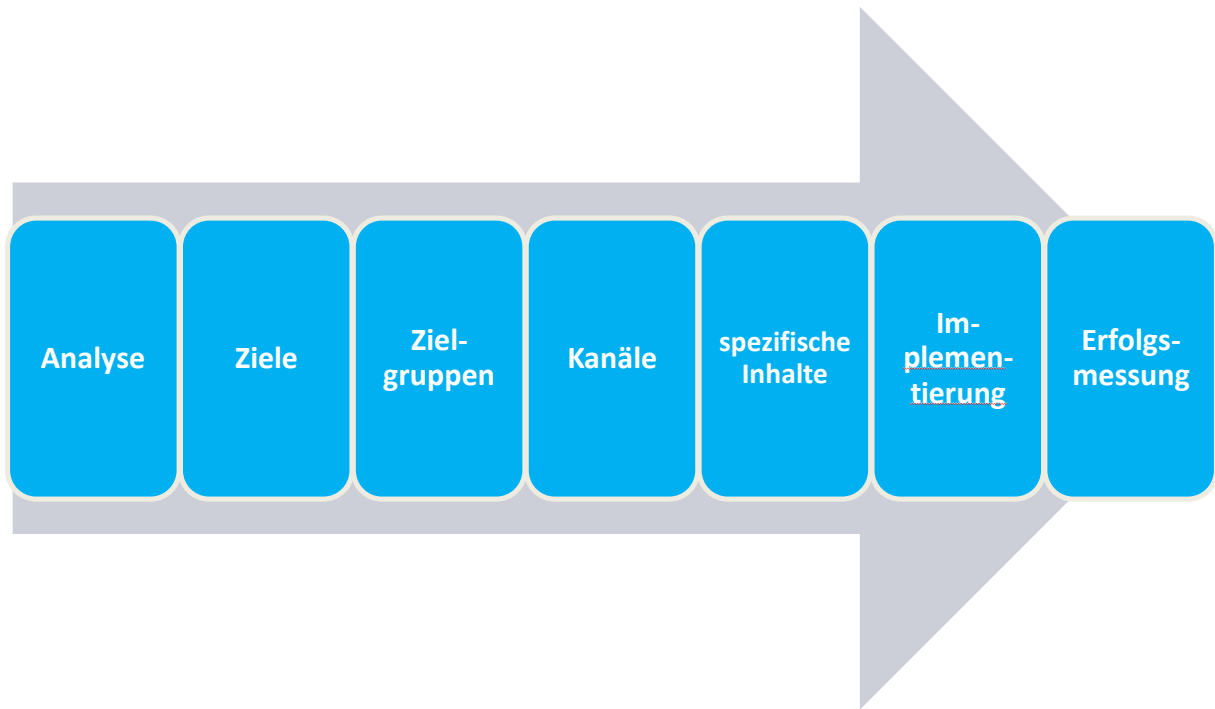 Analyse
Ziele
Ziel-
gruppen
Kanäle
spezifische
Inhalte
Im-
plemen-
tierung
Erfolgs-
messung